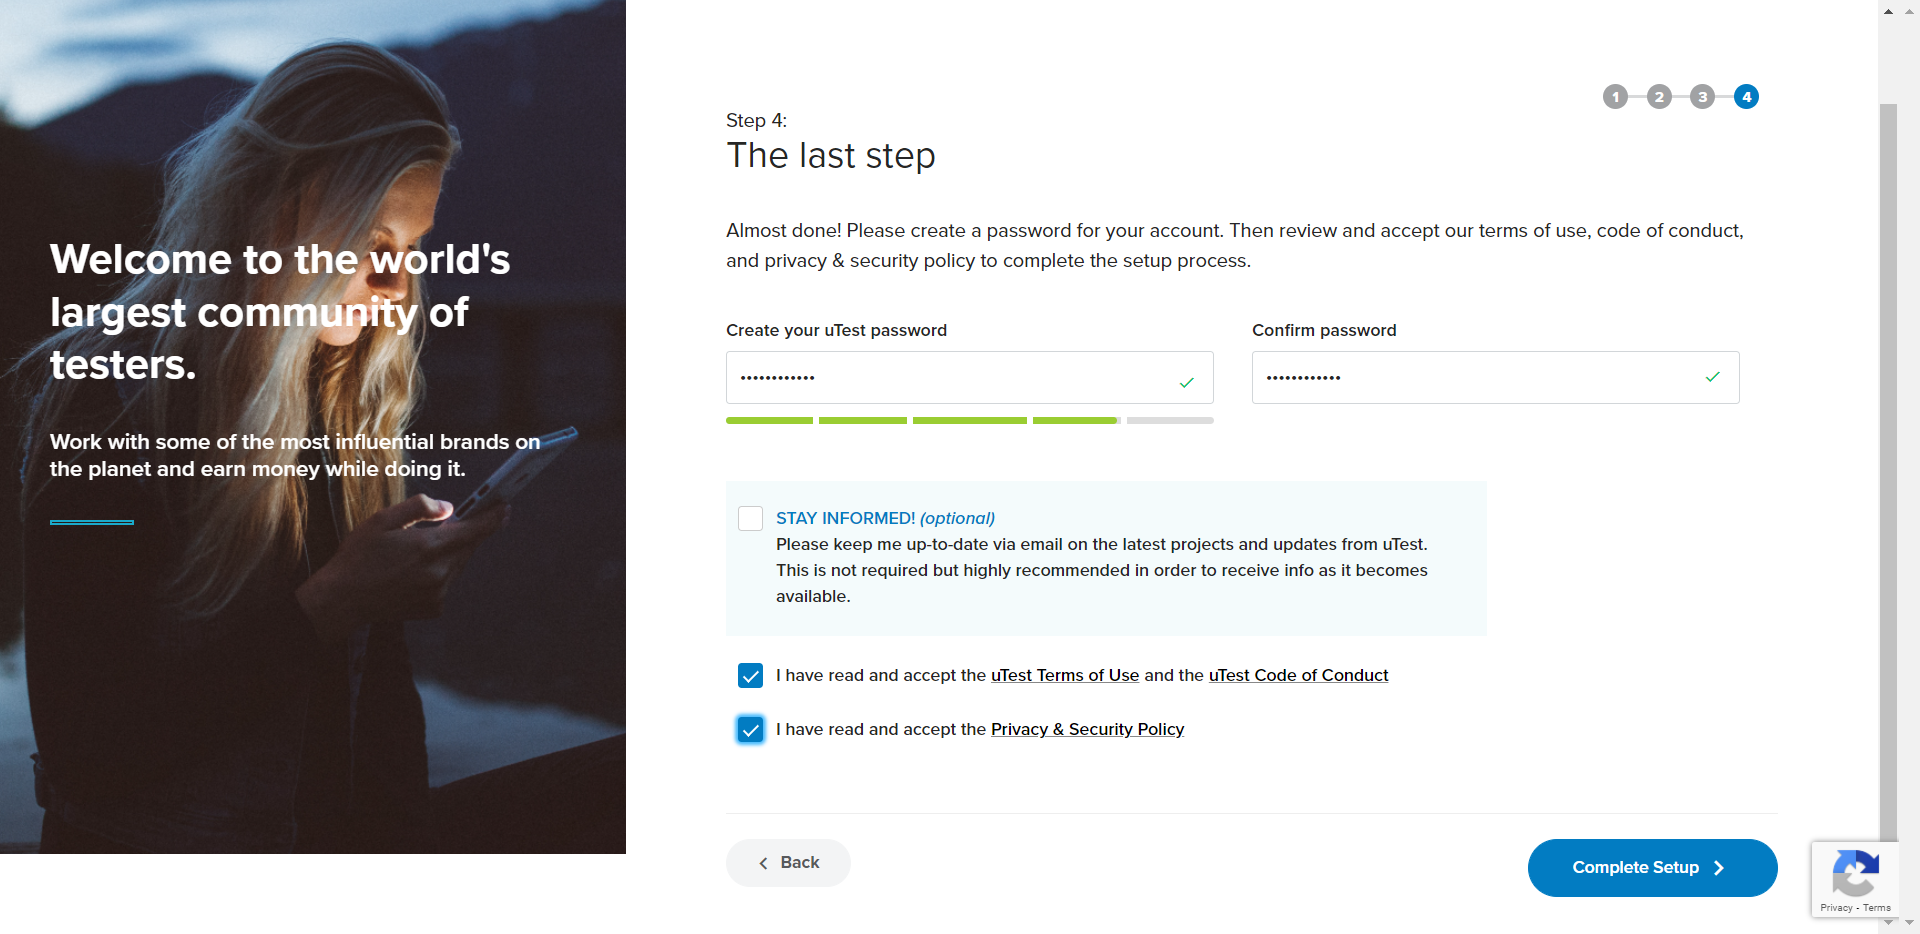 Welcome to the world's
largest community of
testers.
Work with some of the most influential brands on
the planet and earn money while doing it.
1 2 3 4
Step 4:
The last step
Almost done! Please create a password for your account. Then review and accept our terms of use, code of conduct,
and privacy & security policy to complete the setup process.
Create your uTest password
Confirm password
••••••••••••
••••••••••••
STAY INFORMED! (optional)
Please keep me up-to-date via email on the latest projects and updates from uTest.
This is not required but highly recommended in order to receive info as it becomes
available.
I have read and accept the uTest Terms of Use and the uTest Code of Conduct
I have read and accept the Privacy & Security Policy
Back
Complete Setup
Privacy - Terms